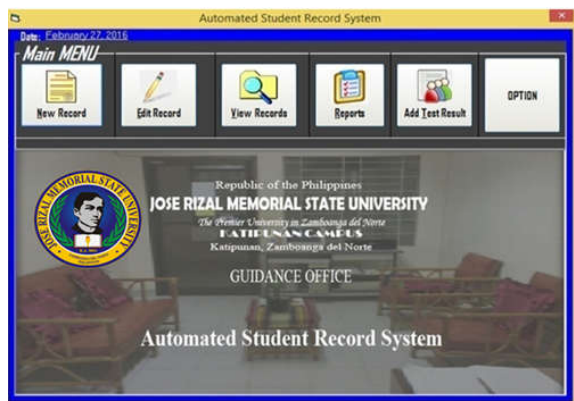 Automated Student Record System
Date: February 27, 2016
Main MENU
New Record
Edit Record
View Records
Reports
Add Test Result
OPTION
Republic of the Philippines
JOSE RIZAL MEMORIAL STATE UNIVERSITY
The Premier University in Zamboanga del Norte
KATIPUNAN CAMPUS
Katipunan, Zamboanga del Norte
GUIDANCE OFFICE
Automated Student Record System
JOSE RIZAL MEMORIAL STATE UNIVERSITY